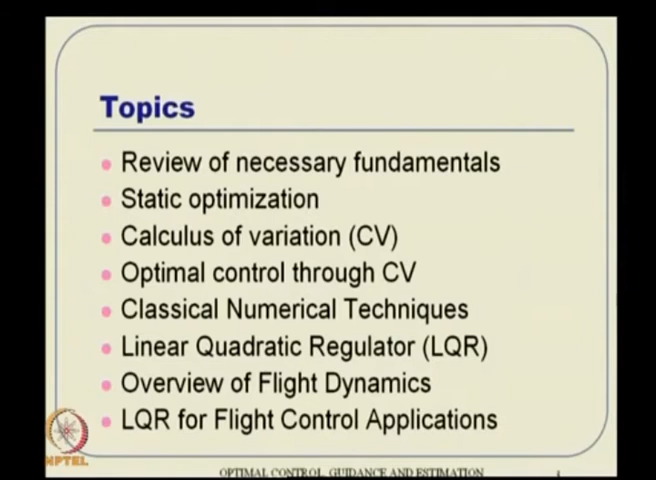 Topics
Review of necessary fundamentals
Static optimization
Calculus of variation (CV)
Optimal control through CV
Classical Numerical Techniques
Linear Quadratic Regulator (LQR)
Overview of Flight Dynamics
LQR for Flight Control Applications
NPTEL
OPTIMAL CONTROL, GUIDANCE AND ESTIMATION